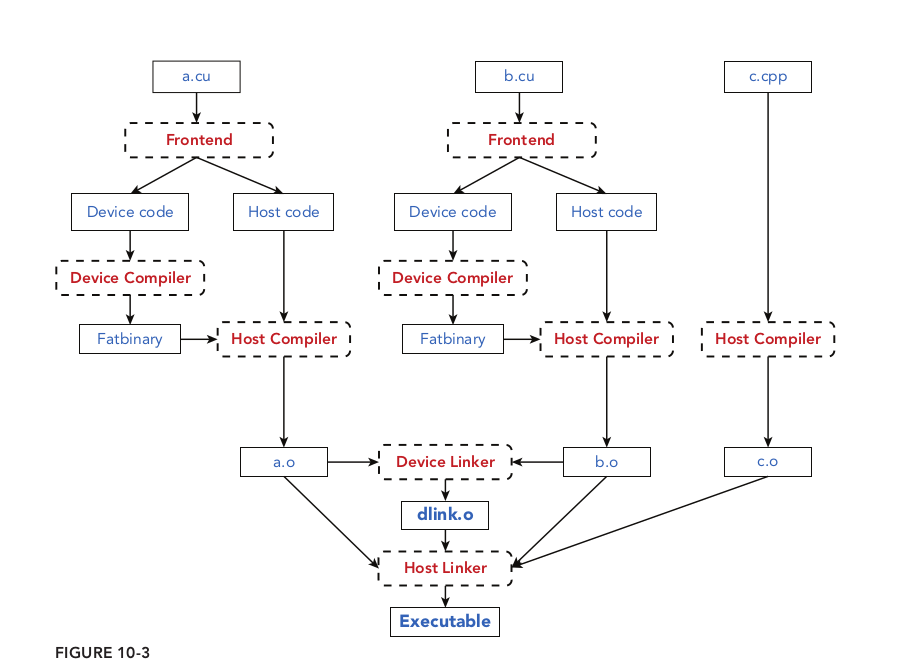 a.cu
b.cu
c.cpp
Frontend
Frontend
Device code
Host code
Device code
Host code
Device Compiler
Device Compiler
Fatbinary
Host Compiler
Fatbinary
Host Compiler
Host Compiler
a.o
Device Linker
b.o
c.o
dlink.o
Host Linker
Executable
FIGURE 10-3